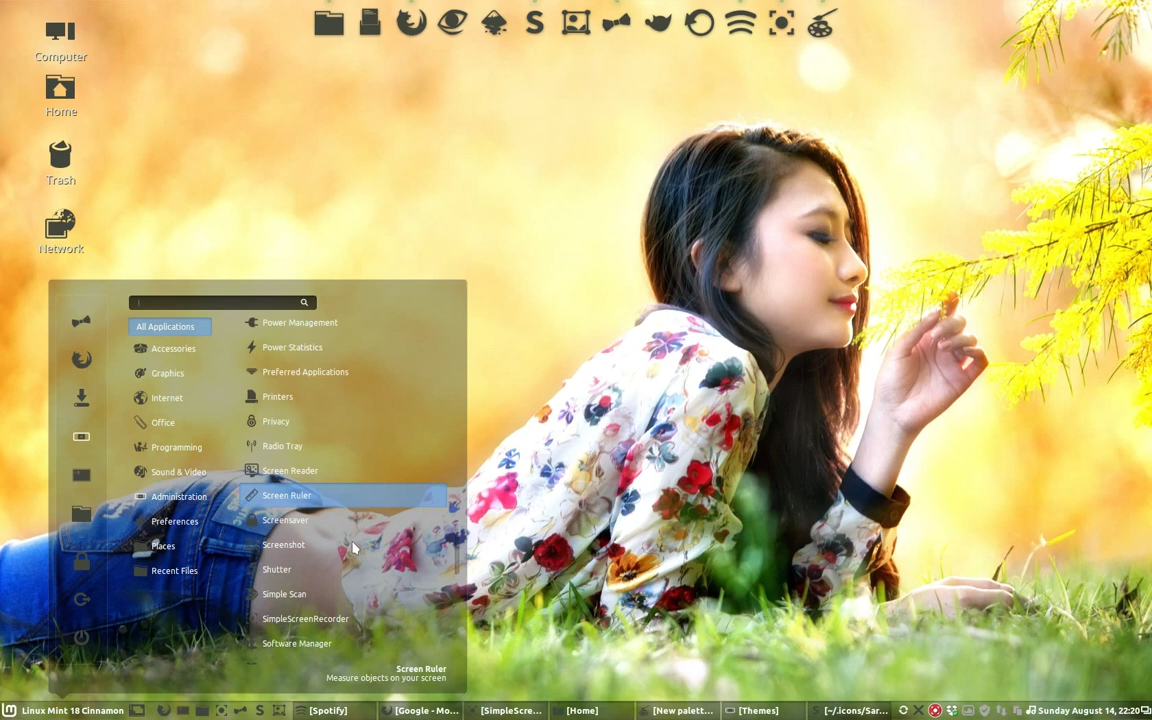 Computer
Home
Trash
Network
All Applications
Accessories
Graphics
Internet
Office
Programming
Sound & Video
Administration
Preferences
Places
Recent Files
Power Management
Power Statistics
Preferred Applications
Printers
Privacy
Radio Tray
Screen Reader
Screen Ruler
Screensaver
Screenshot
Shutter
Simple Scan
SimpleScreenRecorder
Software Manager
Screen Ruler
Measure objects on your screen
Linux Mint 18 Cinnamon [Spotify] [Google - Mo... [SimpleScre... [Home] [New palett... [Themes] [~/.icons/Sar... Sunday August 14, 22:20